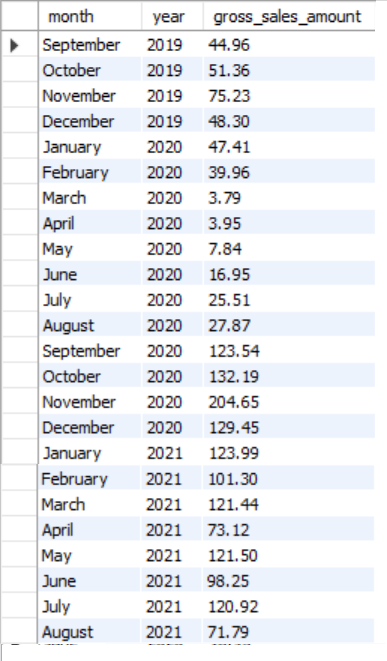 month year gross_sales_amount
September 2019 44.96
October 2019 51.36
November 2019 75.23
December 2019 48.30
January 2020 47.41
February 2020 39.96
March 2020 3.79
April 2020 3.95
May 2020 7.84
June 2020 16.95
July 2020 25.51
August 2020 27.87
September 2020 123.54
October 2020 132.19
November 2020 204.65
December 2020 129.45
January 2021 123.99
February 2021 101.30
March 2021 121.44
April 2021 73.12
May 2021 121.50
June 2021 98.25
July 2021 120.92
August 2021 71.79